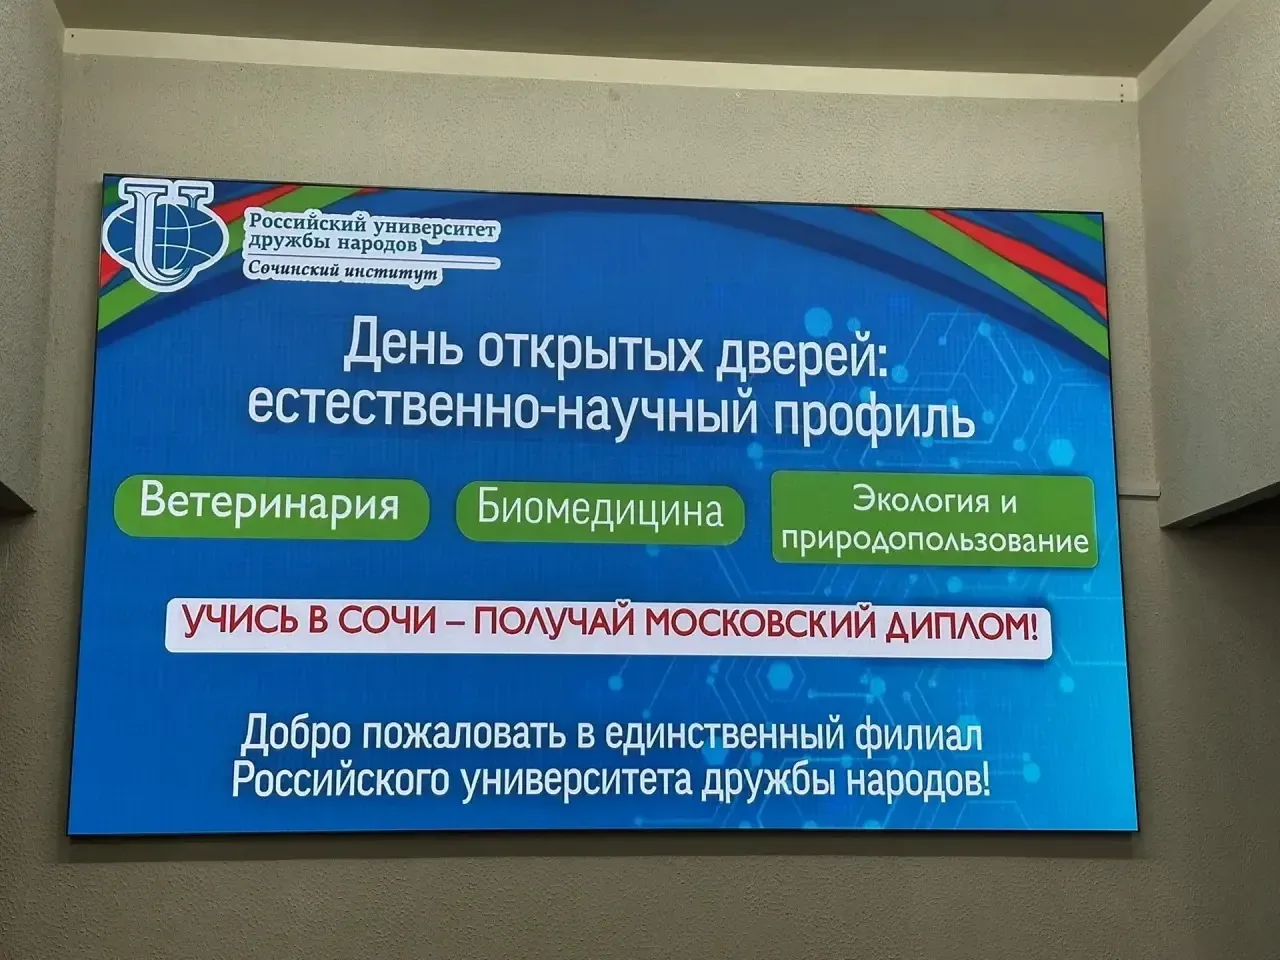 Российский университет
дружбы народов
Сочинский институт
День открытых дверей:
естественно-научный профиль
Ветеринария
Биомедицина
Экология и
природопользование
УЧИСЬ В СОЧИ – ПОЛУЧАЙ МОСКОВСКИЙ ДИПЛОМ!
Добро пожаловать в единственный филиал
Российского университета дружбы народов!